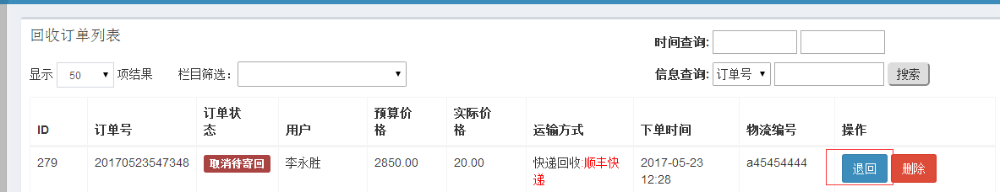 回收订单列表
时间查询:
显示 50 项结果 栏目筛选：
信息查询: 订单号 搜索
ID 订单号 订单状态 用户 预算价格 实际价格 运输方式 下单时间 物流编号 操作
279 20170523547348 取消待寄回 李永胜 2850.00 20.00 快递回收:顺丰快递 2017-05-23 12:28 a45454444 退回 删除